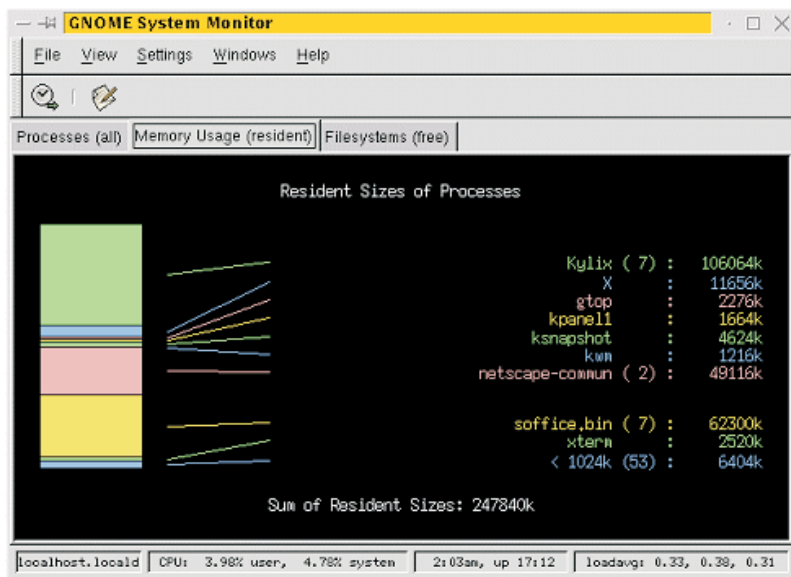 GNOME System Monitor
File View Settings Windows Help
Processes (all) Memory Usage (resident) Filesystems (free)
Resident Sizes of Processes
Kylix ( 7) : 106064k
X : 11656k
gtop : 2276k
kpanel1 : 1664k
ksnapshot : 4624k
kwm : 1216k
netscape-commun ( 2) : 49116k
soffice.bin ( 7) : 62300k
xterm : 2520k
< 1024k (53) : 6404k
Sum of Resident Sizes: 247840k
localhost.locald CPU: 3.98% user, 4.78% system 2:03am, up 17:12 loadavg: 0.33, 0.38, 0.31